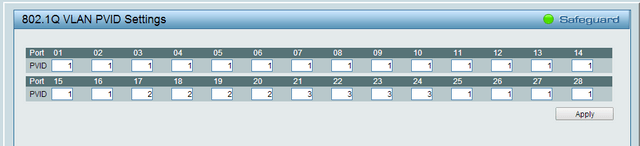 802.1Q VLAN PVID Settings Safeguard
Port 01 02 03 04 05 06 07 08 09 10 11 12 13 14
PVID 1 1 1 1 1 1 1 1 1 1 1 1 1 1
Port 15 16 17 18 19 20 21 22 23 24 25 26 27 28
PVID 1 1 2 2 2 2 3 3 3 3 1 1 1 1
Apply